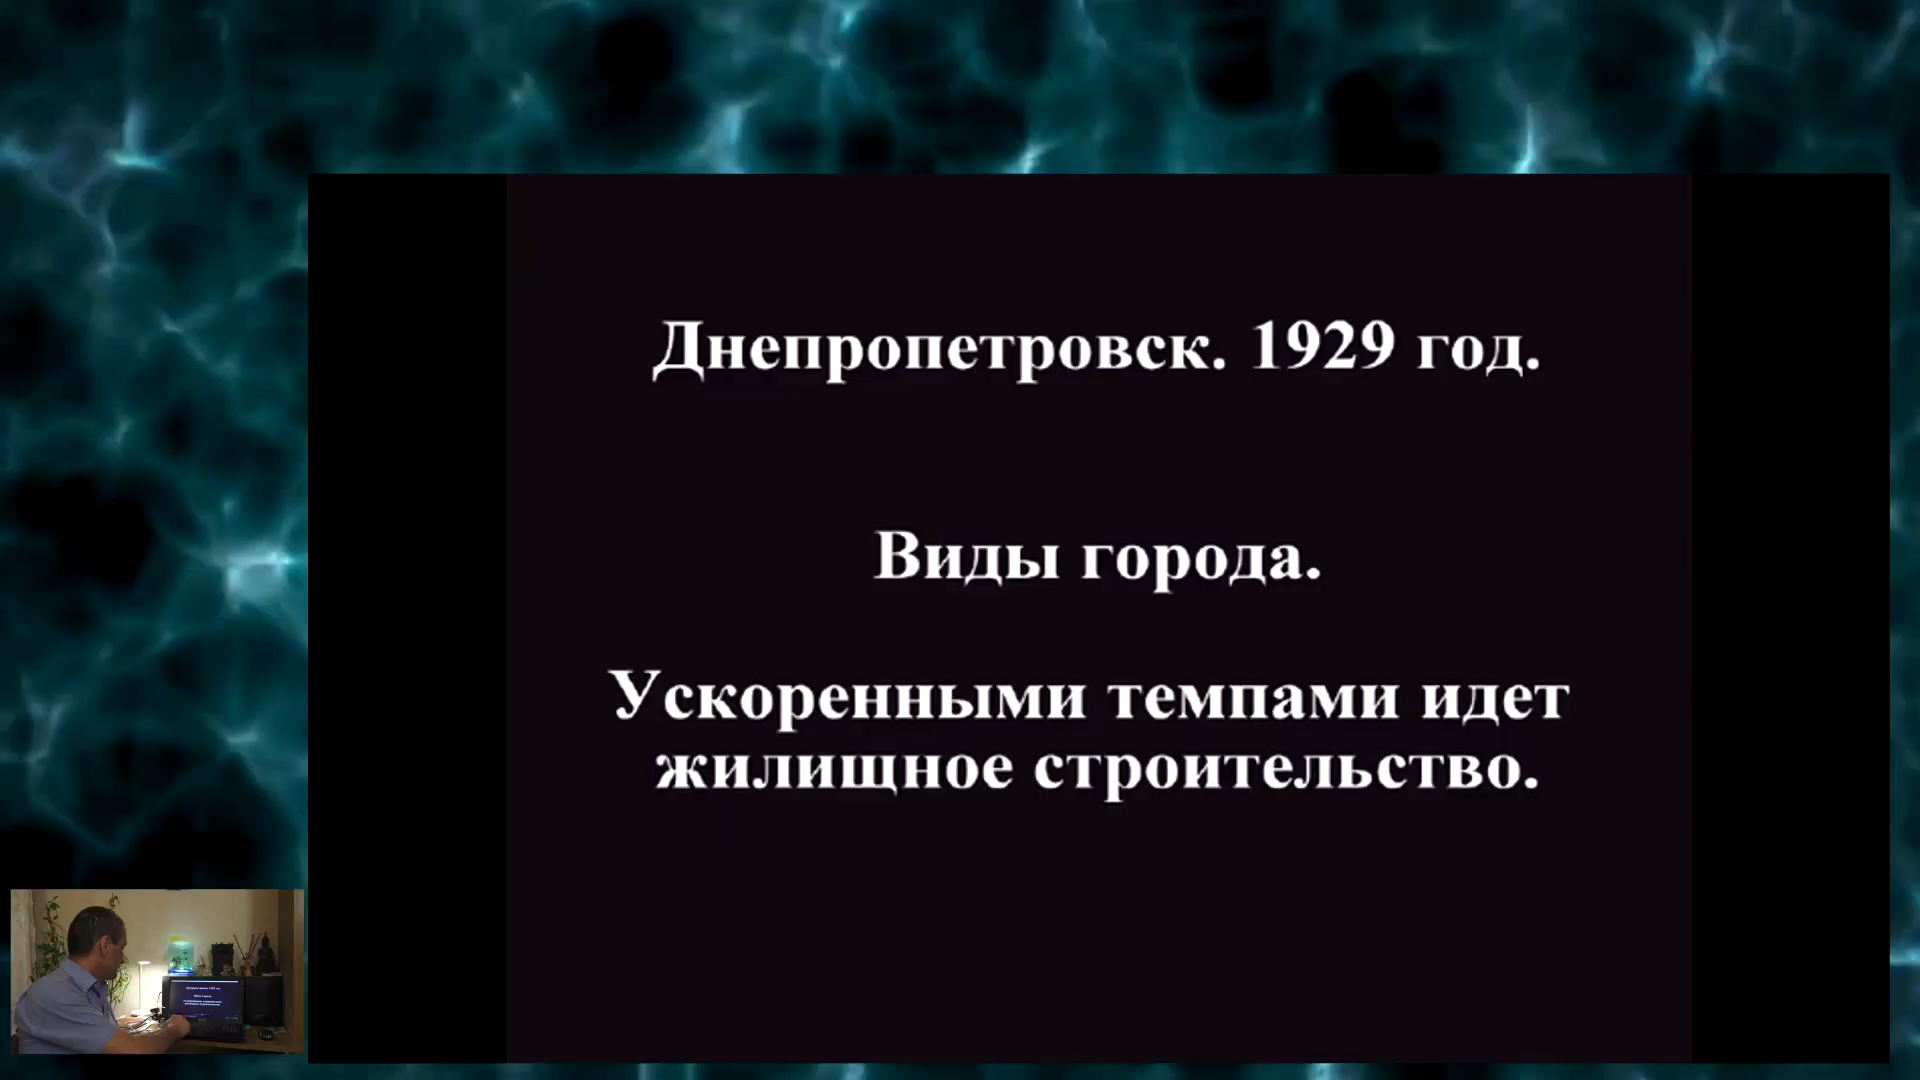 Днепропетровск. 1929 год.
Виды города.
Ускоренными темпами идет
жилищное строительство.